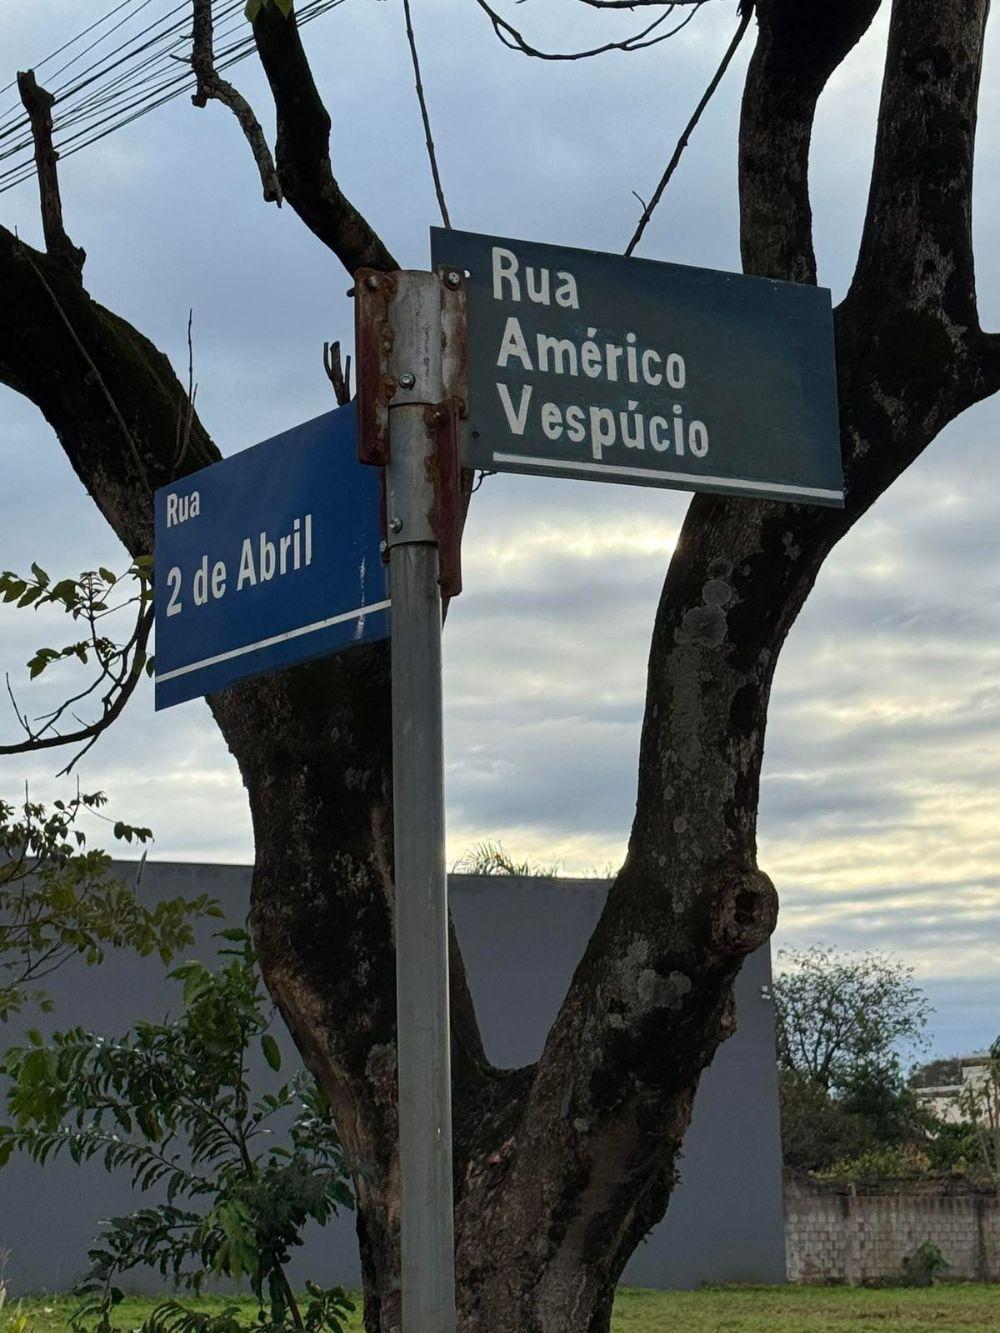 Rua
Américo
Vespúcio
Rua
2 de Abril